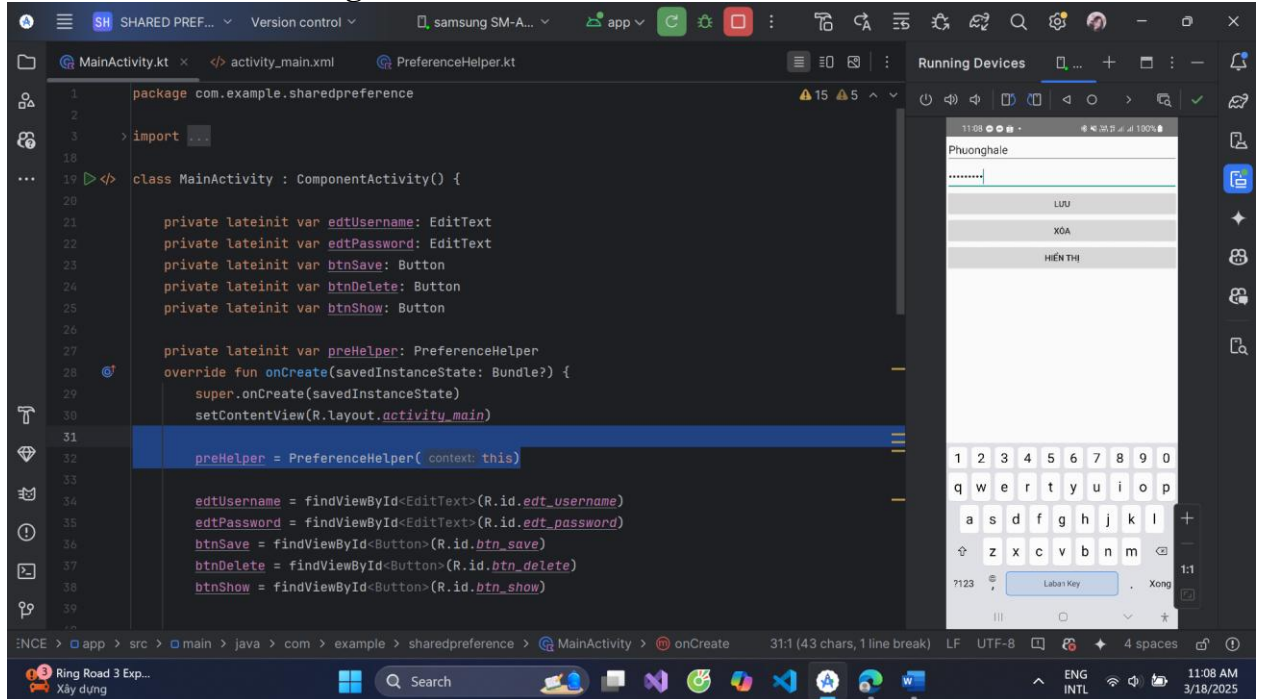 SH SHARED PREF... Version control samsung SM-A... app
MainActivity.kt activity_main.xml PreferenceHelper.kt Running Devices
15 5
1 package com.example.sharedpreference
2
3 import ...
18
19 class MainActivity : ComponentActivity() {
20
21 private lateinit var edtUsername: EditText
22 private lateinit var edtPassword: EditText
23 private lateinit var btnSave: Button
24 private lateinit var btnDelete: Button
25 private lateinit var btnShow: Button
26
27 private lateinit var preHelper: PreferenceHelper
28 override fun onCreate(savedInstanceState: Bundle?) {
29 super.onCreate(savedInstanceState)
30 setContentView(R.layout.activity_main)
31
32 preHelper = PreferenceHelper( context: this)
33
34 edtUsername = findViewById<EditText>(R.id.edt_username)
35 edtPassword = findViewById<EditText>(R.id.edt_password)
36 btnSave = findViewById<Button>(R.id.btn_save)
37 btnDelete = findViewById<Button>(R.id.btn_delete)
38 btnShow = findViewById<Button>(R.id.btn_show)
39
11:08 100%
Phuonghale
•••••••••
LƯU
XÓA
HIỂN THỊ
1 2 3 4 5 6 7 8 9 0
q w e r t y u i o p
a s d f g h j k l
z x c v b n m
?123 , Laban Key . Xong
1:1
ENCE > app > src > main > java > com > example > sharedpreference > MainActivity > onCreate 31:1 (43 chars, 1 line break) LF UTF-8 4 spaces
3 Ring Road 3 Exp...
Xây dựng
Search
ENG
INTL
11:08 AM
3/18/2025